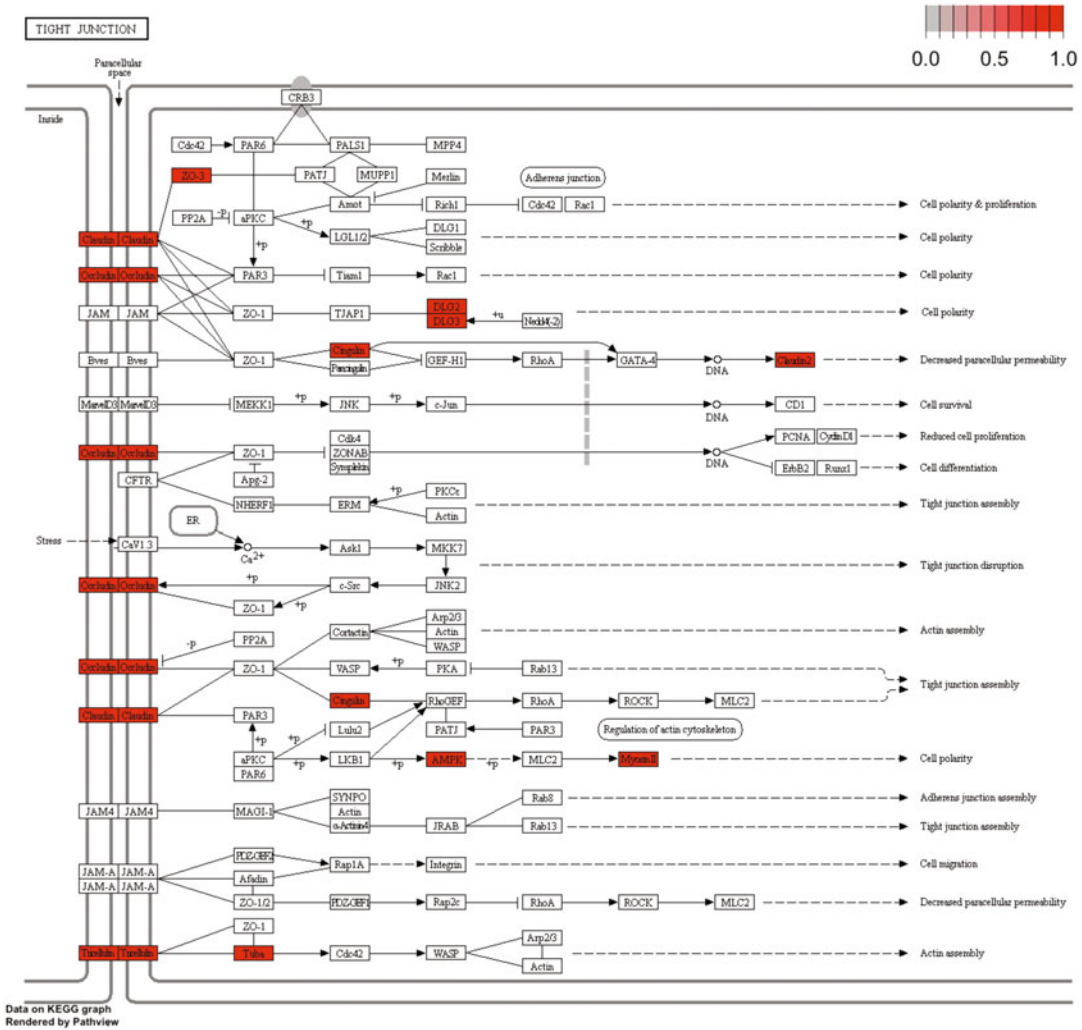 TIGHT JUNCTION
0.0 0.5 1.0
Paracellular
space
CRB3
Inside
Cdc42 PAR6 PALS1 MPP4
ZO-3 PATJ MUPP1 Merlin Adherens junction
PP2A -p aPKC Amot Rich1 Cdc42 Rac1 Cell polarity & proliferation
+p +p LGL1/2 DLG1 Cell polarity
Claudin Claudin Scribble
Occludin Occludin PAR3 Tiam1 Rac1 Cell polarity
JAM JAM ZO-1 TJAP1 DLG2 Cell polarity
DLG3 +u Nedd4(-2)
Bves Bves ZO-1 Cingulin GEF-H1 RhoA GATA-4 DNA Claudin2 Decreased paracellular permeability
Paracingulin
MarvelD3 MarvelD3 MEKK1 +p JNK +p c-Jun DNA CD1 Cell survival
Occludin Occludin ZO-1 Cdk4 PCNA CyclinD1 Reduced cell proliferation
ZONAB DNA
Symplekin ErbB2 Runx1 Cell differentiation
CFTR Apg-2
NHERF1 ERM +p PKCε Tight junction assembly
Actin
ER
Stress CaV1.3 Ca2+ Ask1 MKK7
Tight junction disruption
Occludin Occludin +p c-Src JNK2
ZO-1 +p
Arp2/3
Cortactin Actin Actin assembly
WASP
-p PP2A
Occludin Occludin ZO-1 VASP +p PKA Rab13
Tight junction assembly
Cingulin RhoGEF RhoA ROCK MLC2
Claudin Claudin PAR3
+p +p Lulu2 PATJ PAR3 Regulation of actin cytoskeleton
aPKC +p LKB1 +p AMPK +p MLC2 Myosin II Cell polarity
PAR6
SYNPO Rab8 Adherens junction assembly
JAM4 JAM4 MAGI-1 Actin
α-Actinin4 JRAB Rab13 Tight junction assembly
PDZ-GEF2 Rap1A Integrin Cell migration
JAM-A JAM-A Afadin
JAM-A JAM-A
ZO-1/2 PDZ-GEF1 Rap2c RhoA ROCK MLC2 Decreased paracellular permeability
ZO-1
Tricellulin Tricellulin Tuba Cdc42 WASP Arp2/3 Actin assembly
Actin
Data on KEGG graph
Rendered by Pathview